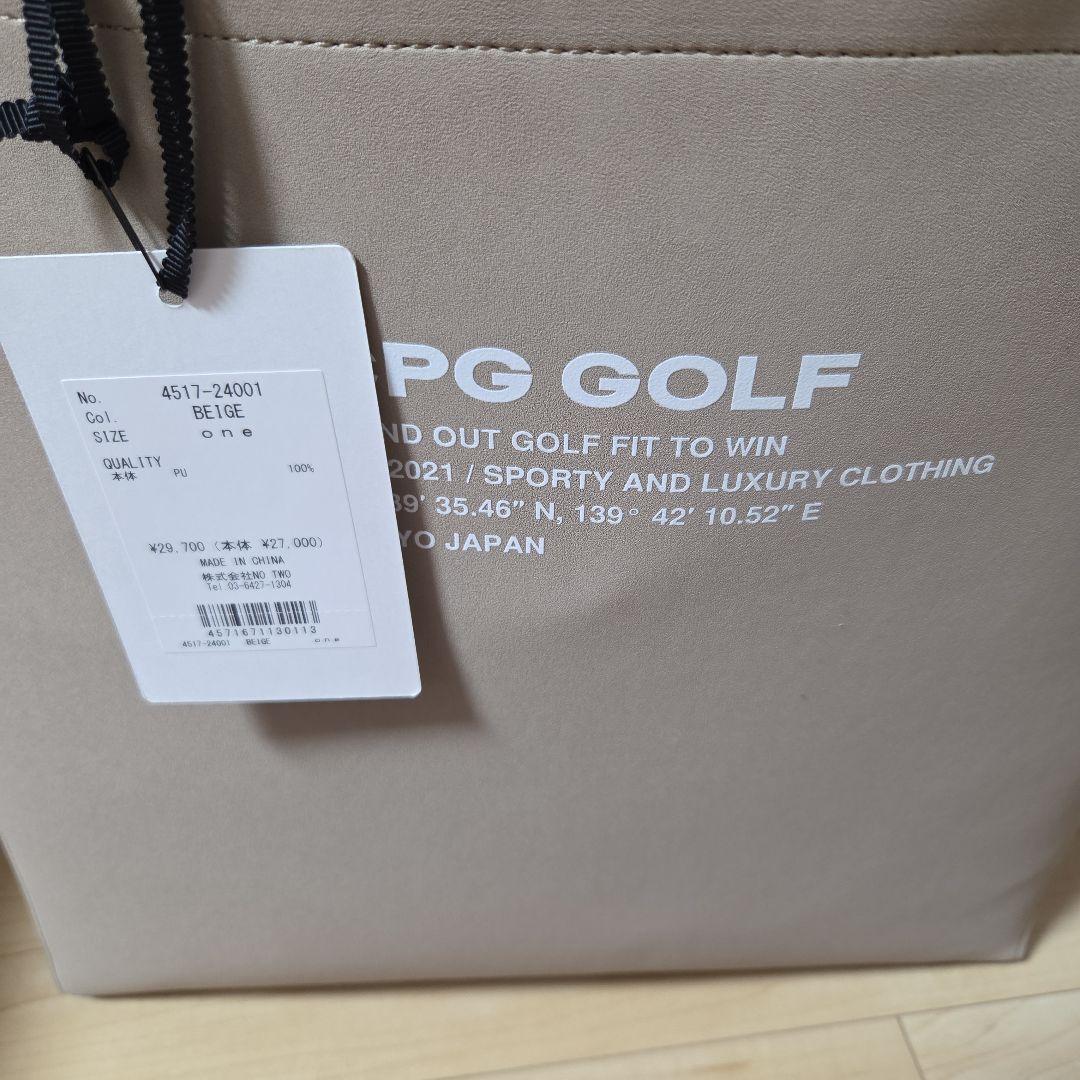 No. 4517-24001
Col. BEIGE
SIZE one
QUALITY
本体 PU 100%
¥29,700 (本体 ¥27,000)
MADE IN CHINA
株式会社NO TWO
Tel.03-6427-1304
4571671130113
4517-24001 BEIGE one
CPG GOLF
ND OUT GOLF FIT TO WIN
2021 / SPORTY AND LUXURY CLOTHING
39' 35.46" N, 139° 42' 10.52" E
YO JAPAN